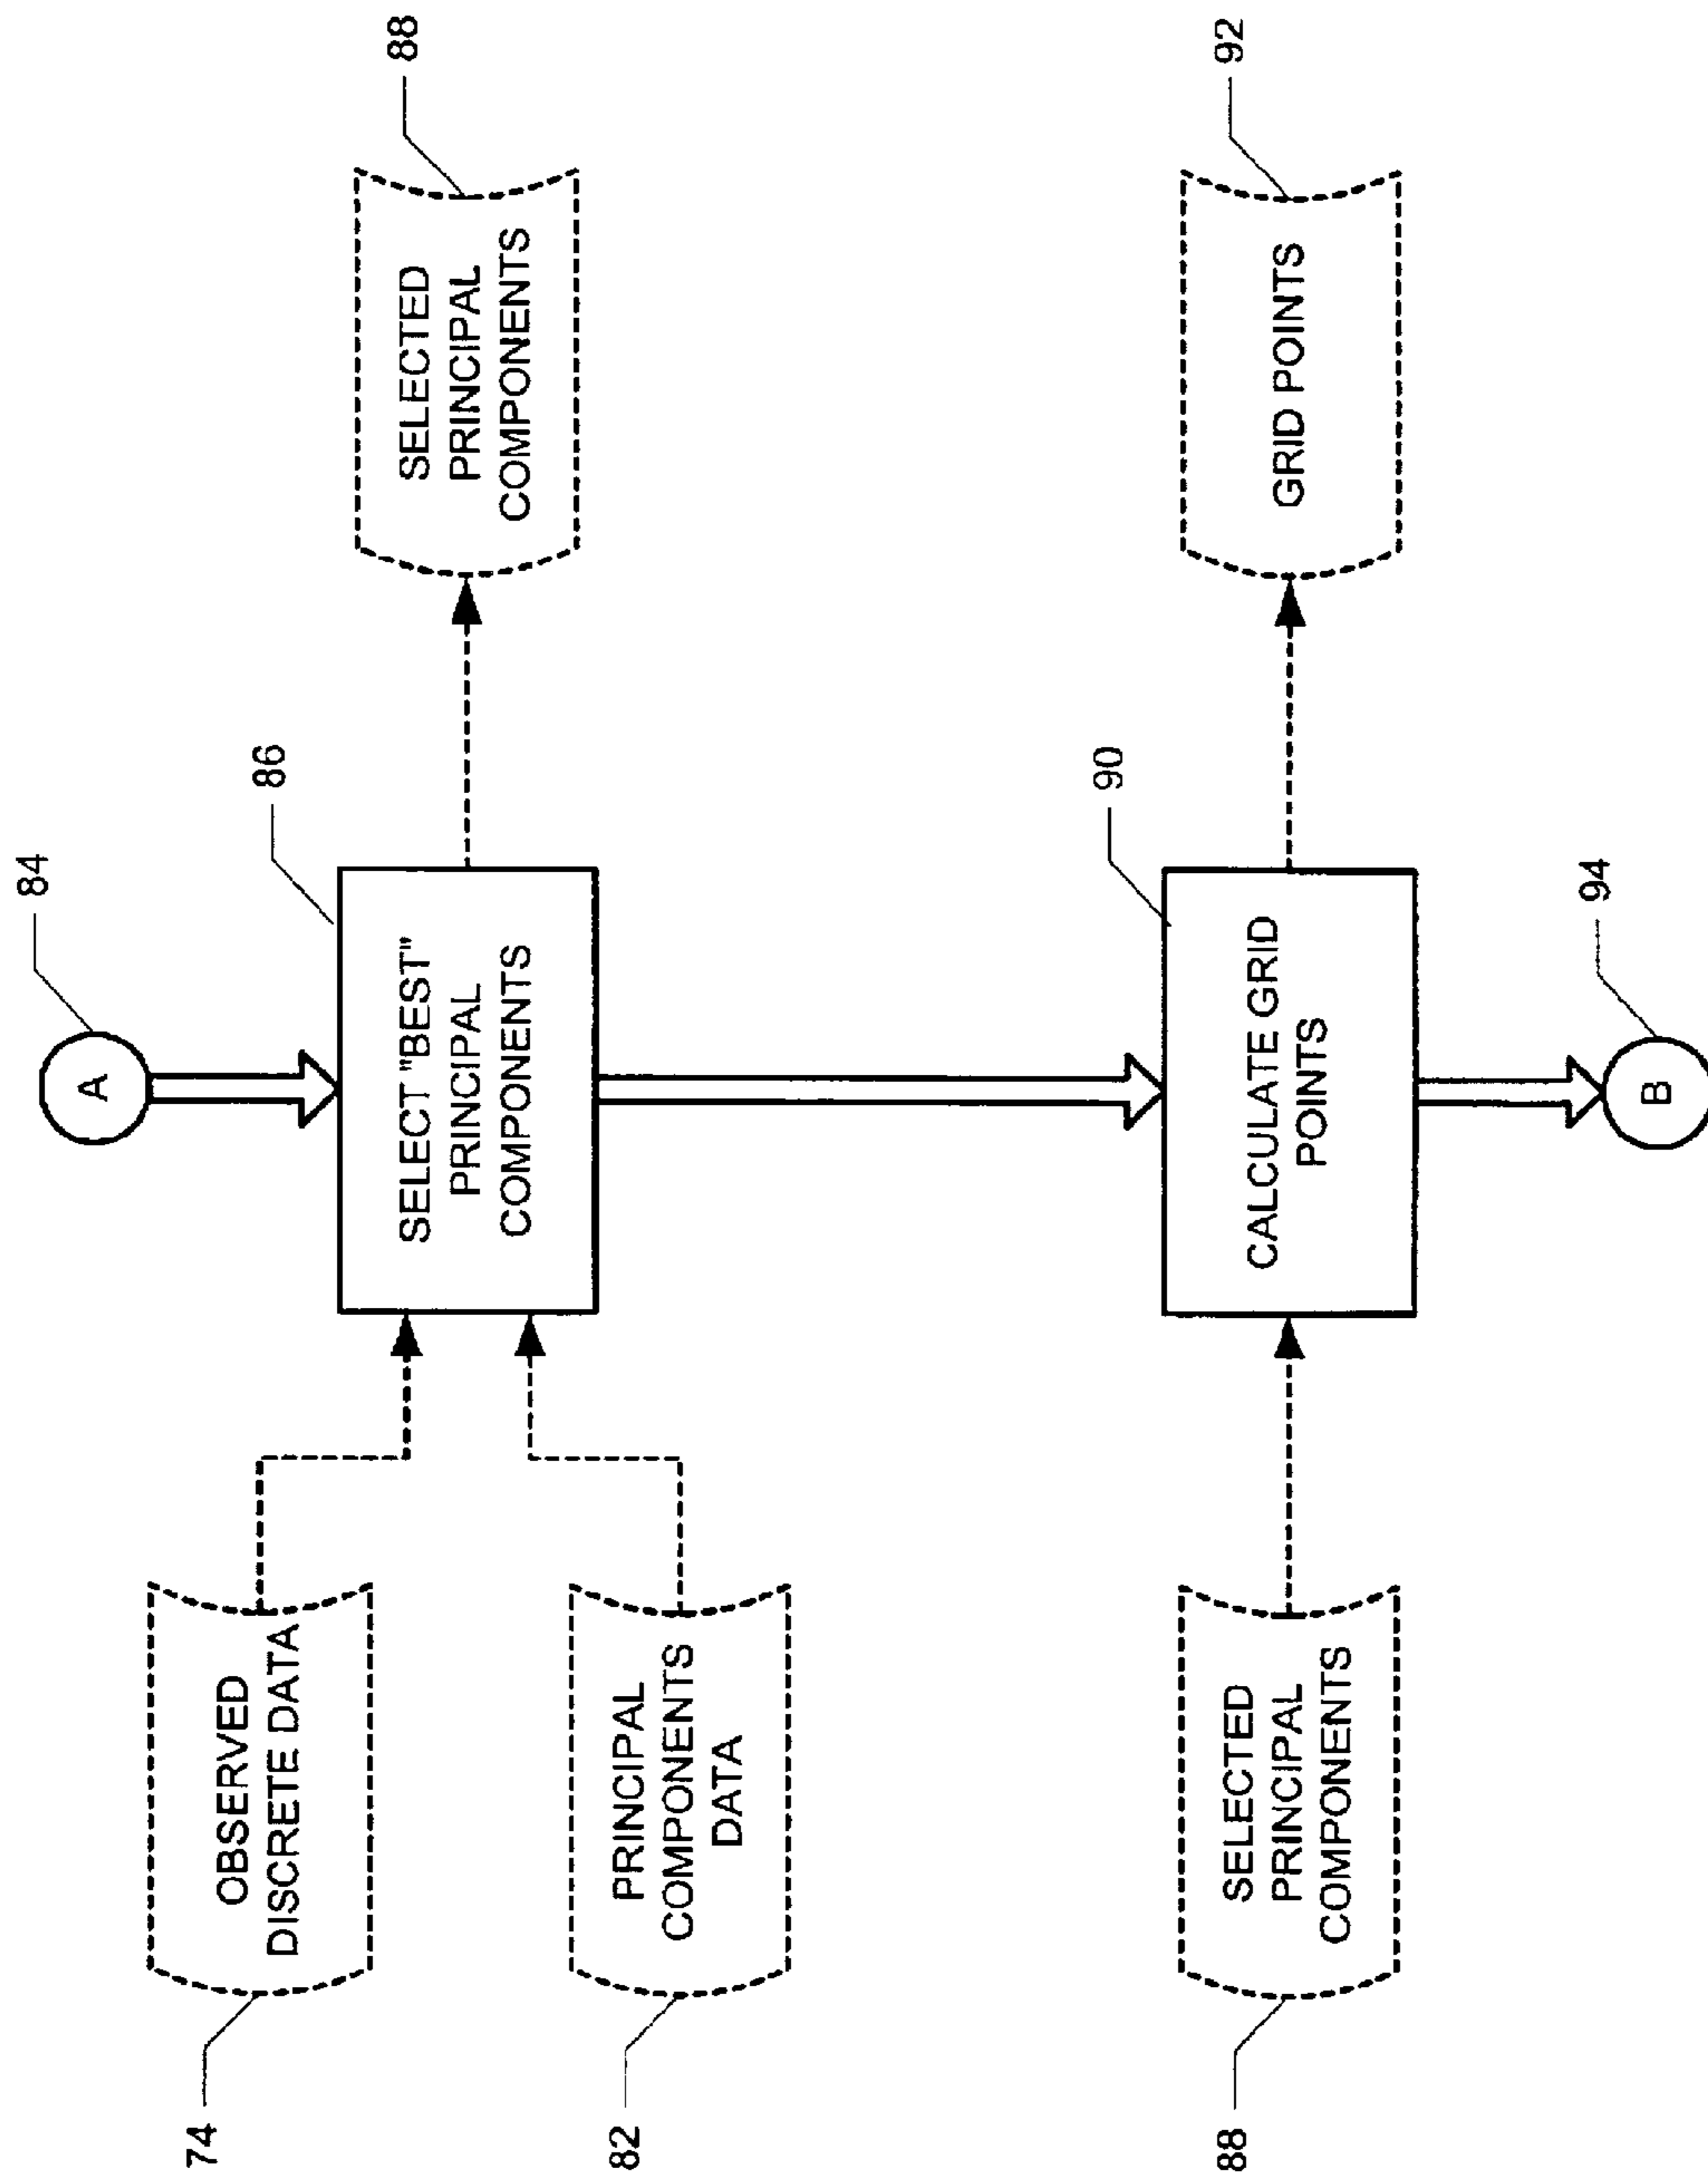 84
A
86
SELECT "BEST"
PRINCIPAL
COMPONENTS
74
OBSERVED
DISCRETE DATA
82
PRINCIPAL
COMPONENTS
DATA
88
SELECTED
PRINCIPAL
COMPONENTS
90
CALCULATE GRID
POINTS
88
SELECTED
PRINCIPAL
COMPONENTS
92
GRID POINTS
94
B